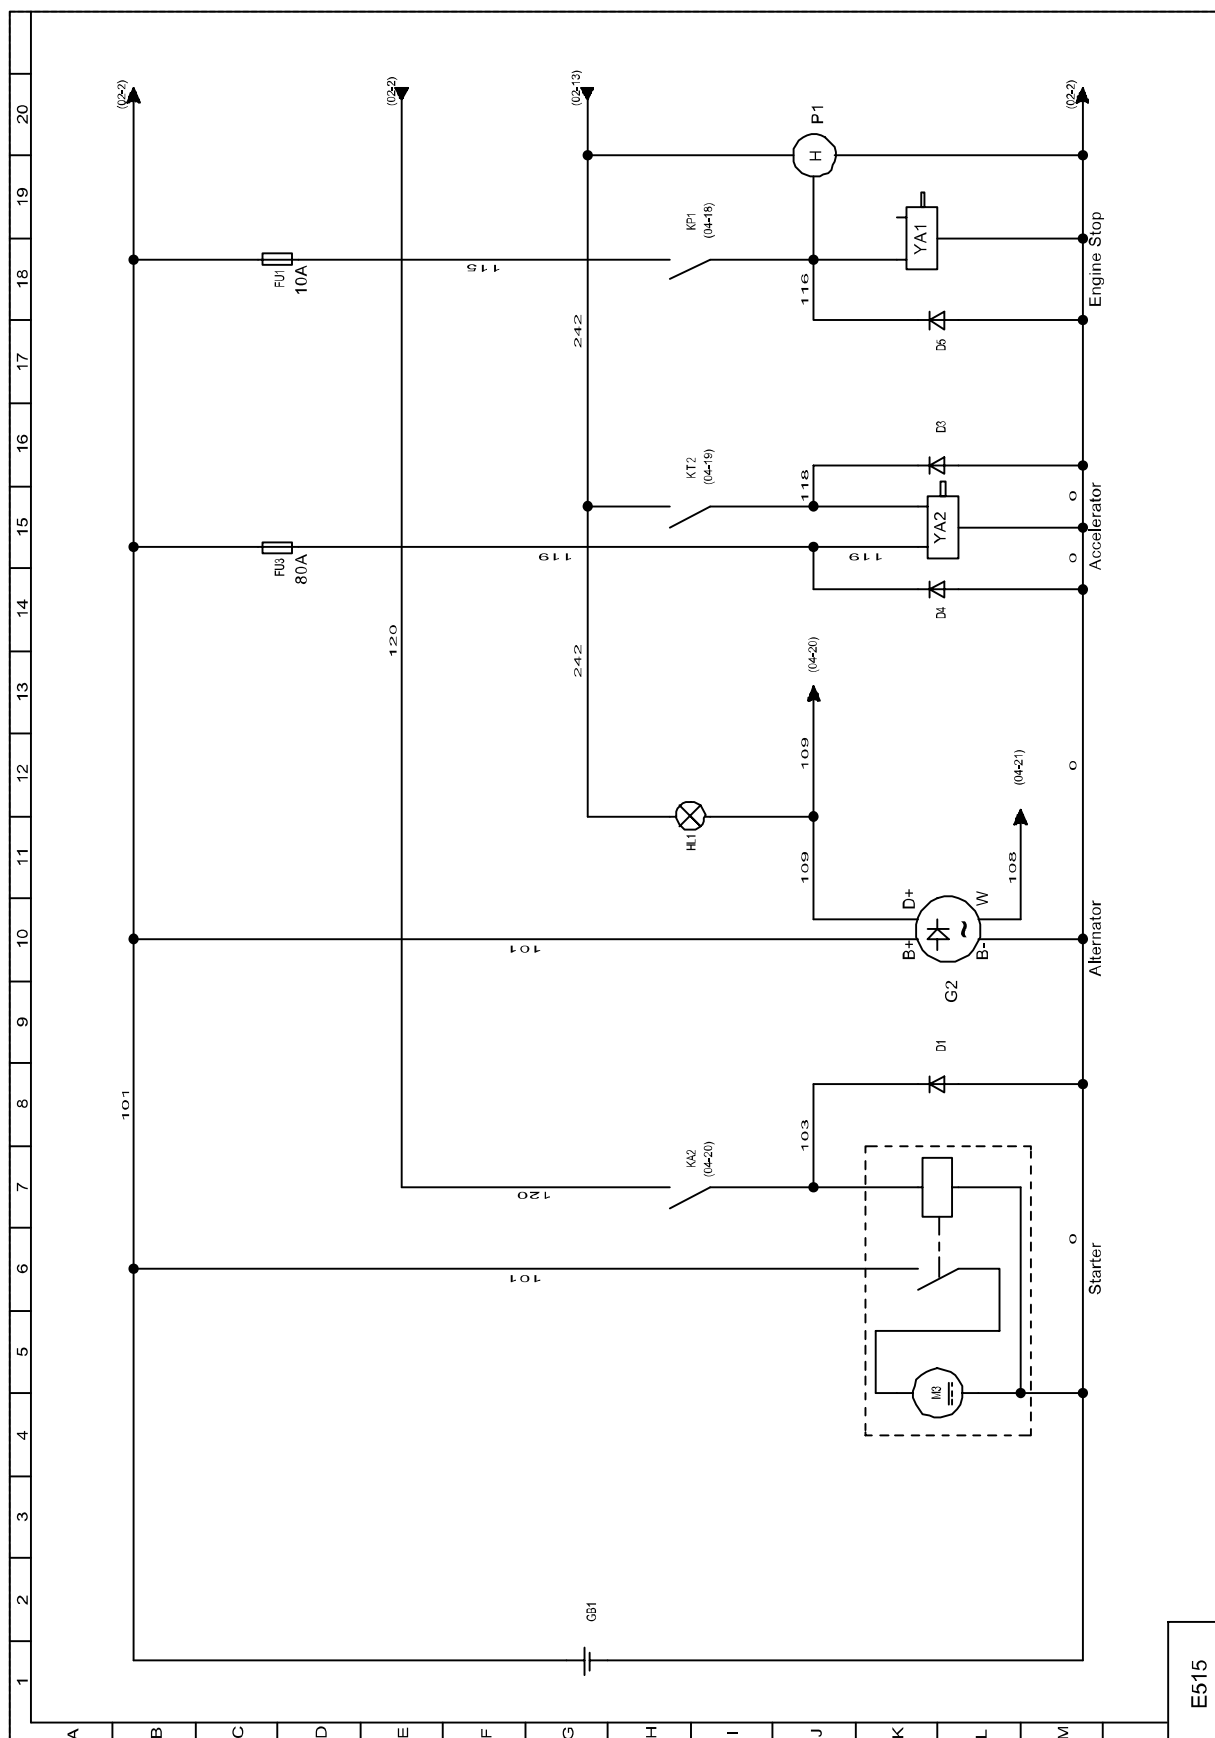 1 2 3 4 5 6 7 8 9 10 11 12 13 14 15 16 17 18 19 20
A
B
C
D
E
F
G
H
I
J
K
L
M
(02-2)
(02-2)
(02-13)
(02-2)
101
120
242
242
0
0
0
0
GB1
101
120
KA2
(04-20)
103
M3
D1
101
B+
D+
B-
W
G2
HL1
109
109
(04-20)
108
(04-21)
FU3
80A
119
119
KT2
(04-19)
118
YA2
D4
D3
FU1
10A
115
KP1
(04-18)
116
YA1
D5
H
P1
Starter
Alternator
Accelerator
Engine Stop
E515